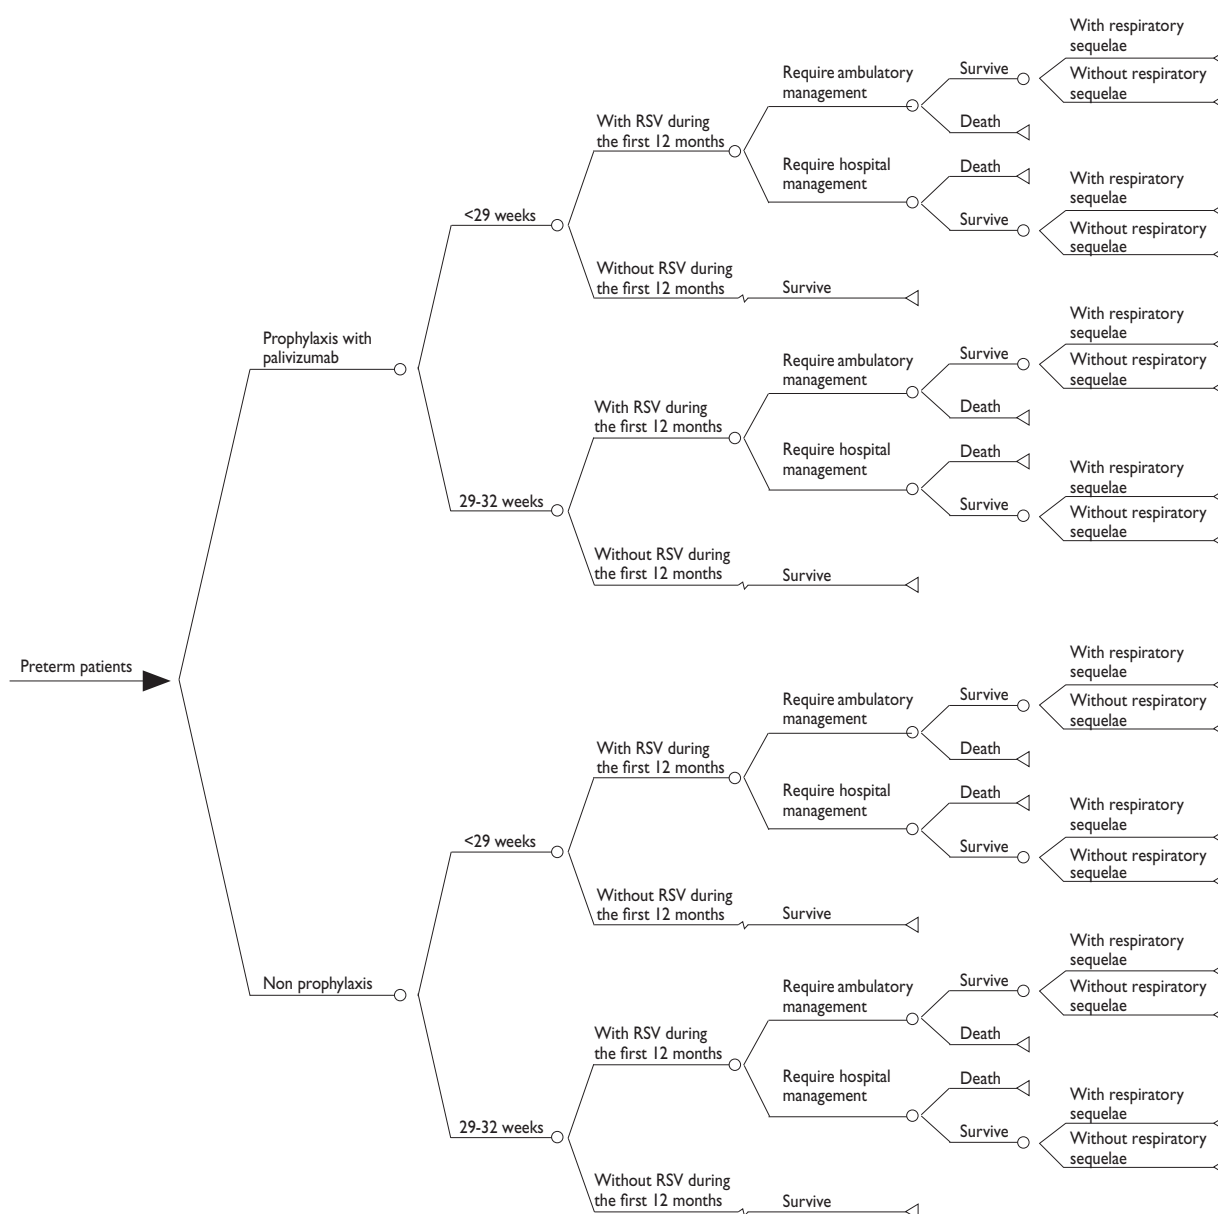 With respiratory
sequelae
Require ambulatory
management
Survive
Without respiratory
sequelae
With RSV during
the first 12 months
Death
Require hospital
management
Death
With respiratory
sequelae
<29 weeks
Survive
Without respiratory
sequelae
Without RSV during
the first 12 months
Survive
Prophylaxis with
palivizumab
With respiratory
sequelae
Require ambulatory
management
Survive
Without respiratory
sequelae
With RSV during
the first 12 months
Death
Require hospital
management
Death
With respiratory
sequelae
29-32 weeks
Survive
Without respiratory
sequelae
Without RSV during
the first 12 months
Survive
Preterm patients
With respiratory
sequelae
Require ambulatory
management
Survive
Without respiratory
sequelae
With RSV during
the first 12 months
Death
Require hospital
management
Death
With respiratory
sequelae
<29 weeks
Survive
Without respiratory
sequelae
Without RSV during
the first 12 months
Survive
Non prophylaxis
With respiratory
sequelae
Require ambulatory
management
Survive
Without respiratory
sequelae
With RSV during
the first 12 months
Death
Require hospital
management
Death
With respiratory
sequelae
29-32 weeks
Survive
Without respiratory
sequelae
Without RSV during
the first 12 months
Survive